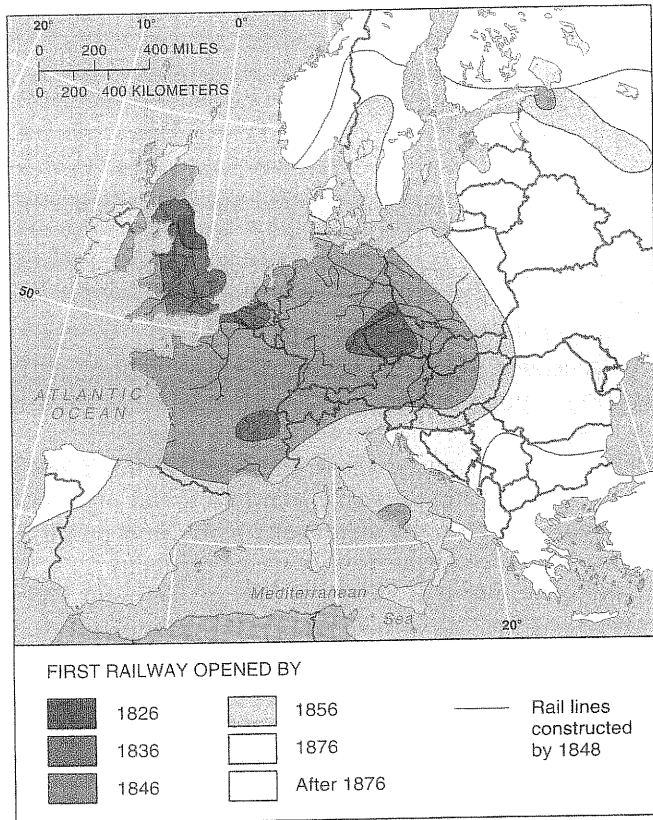 20° 10° 0°
0 200 400 MILES
0 200 400 KILOMETERS
50°
ATLANTIC
OCEAN
Mediterranean
Sea
20°
FIRST RAILWAY OPENED BY
1826
1836
1846
1856
1876
After 1876
Rail lines
constructed
by 1848